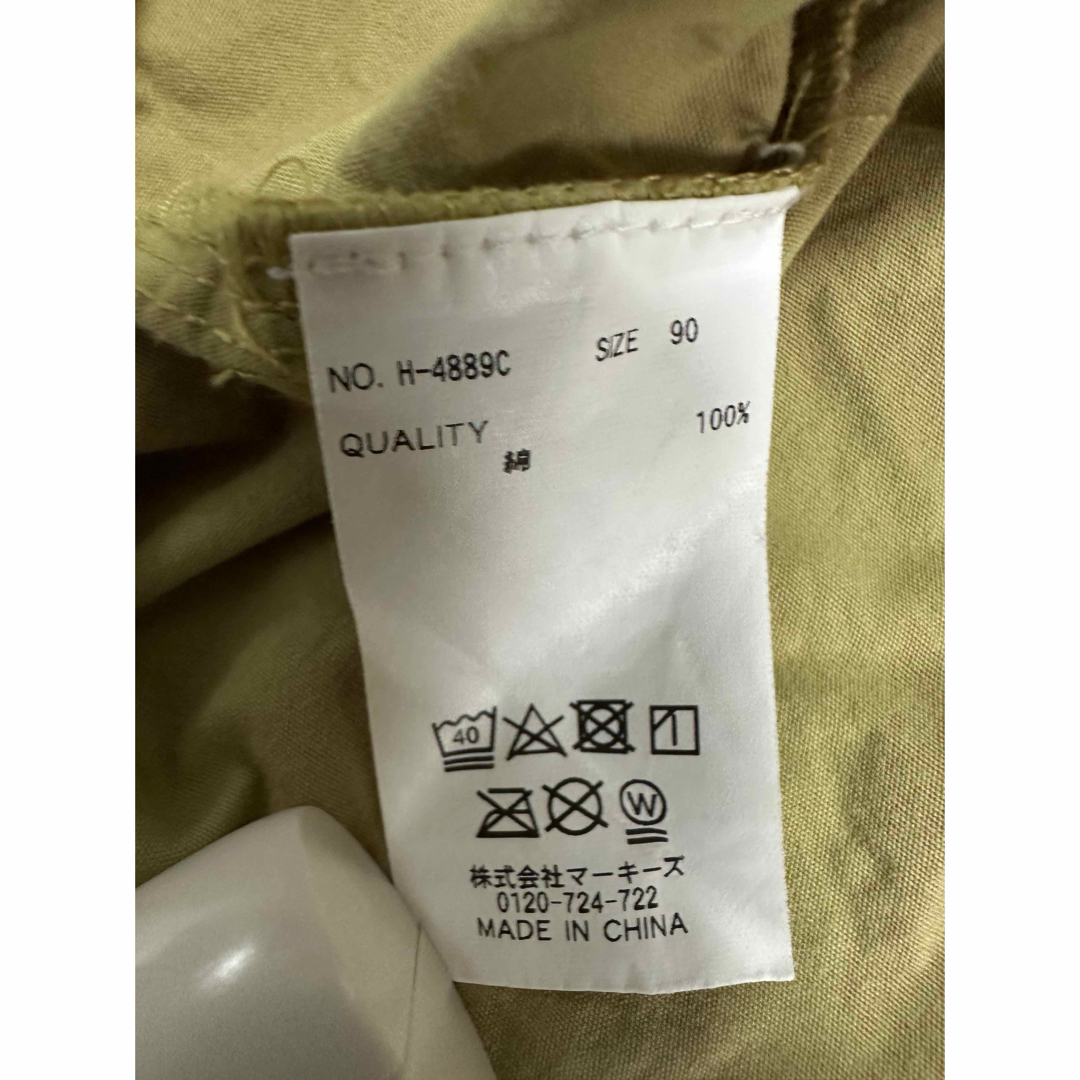 NO. H-4889C SIZE 90
QUALITY 100%
綿
40
W
株式会社マーキーズ
0120-724-722
MADE IN CHINA